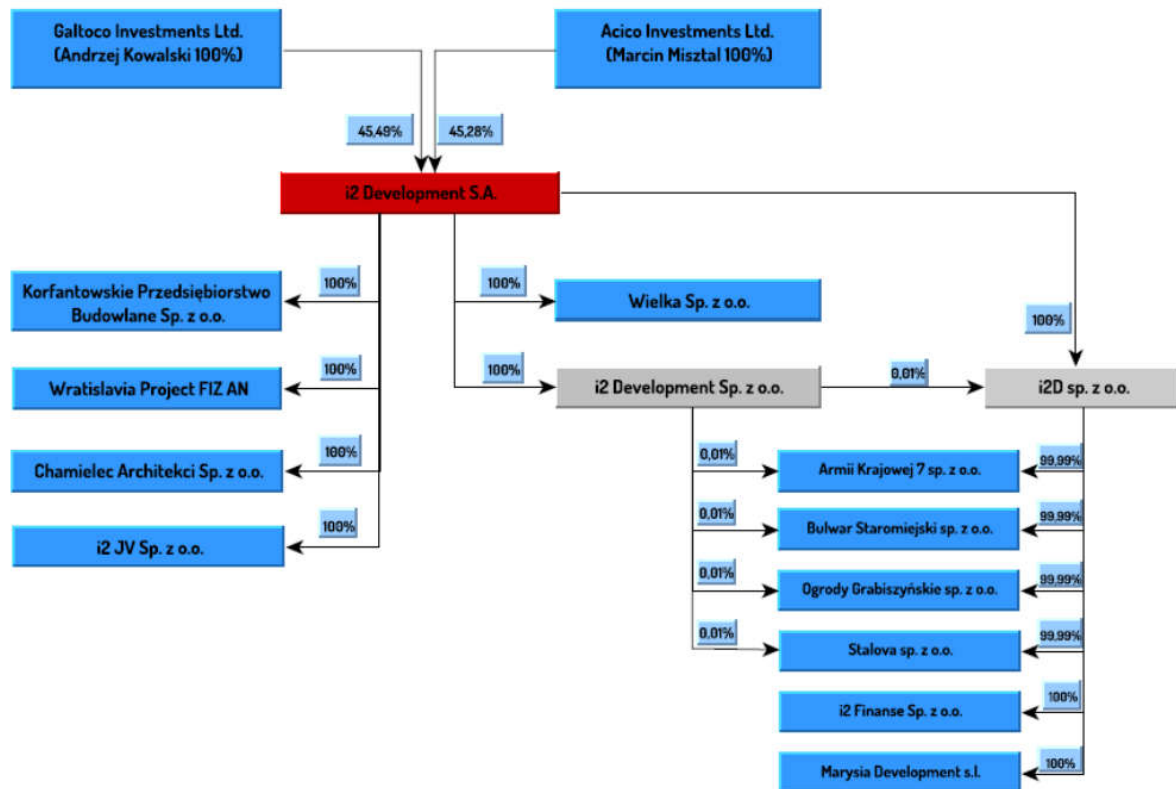 Galtoco Investments Ltd.
(Andrzej Kowalski 100%)
Acico Investments Ltd.
(Marcin Misztal 100%)
45,49%
45,28%
i2 Development S.A.
100%
Korfantowskie Przedsiębiorstwo
Budowlane Sp. z o.o.
100%
Wielka Sp. z o.o.
100%
100%
Wratislavia Project FIZ AN
100%
i2 Development Sp. z o.o.
0,01%
i2D sp. z o.o.
100%
Chamielec Architekci Sp. z o.o.
0,01%
Armii Krajowej 7 sp. z o.o.
99,99%
100%
i2 JV Sp. z o.o.
0,01%
Bulwar Staromiejski sp. z o.o.
99,99%
0,01%
Ogrody Grabiszyńskie sp. z o.o.
99,99%
0,01%
Stalova sp. z o.o.
99,99%
i2 Finanse Sp. z o.o.
100%
Marysia Development s.l.
100%